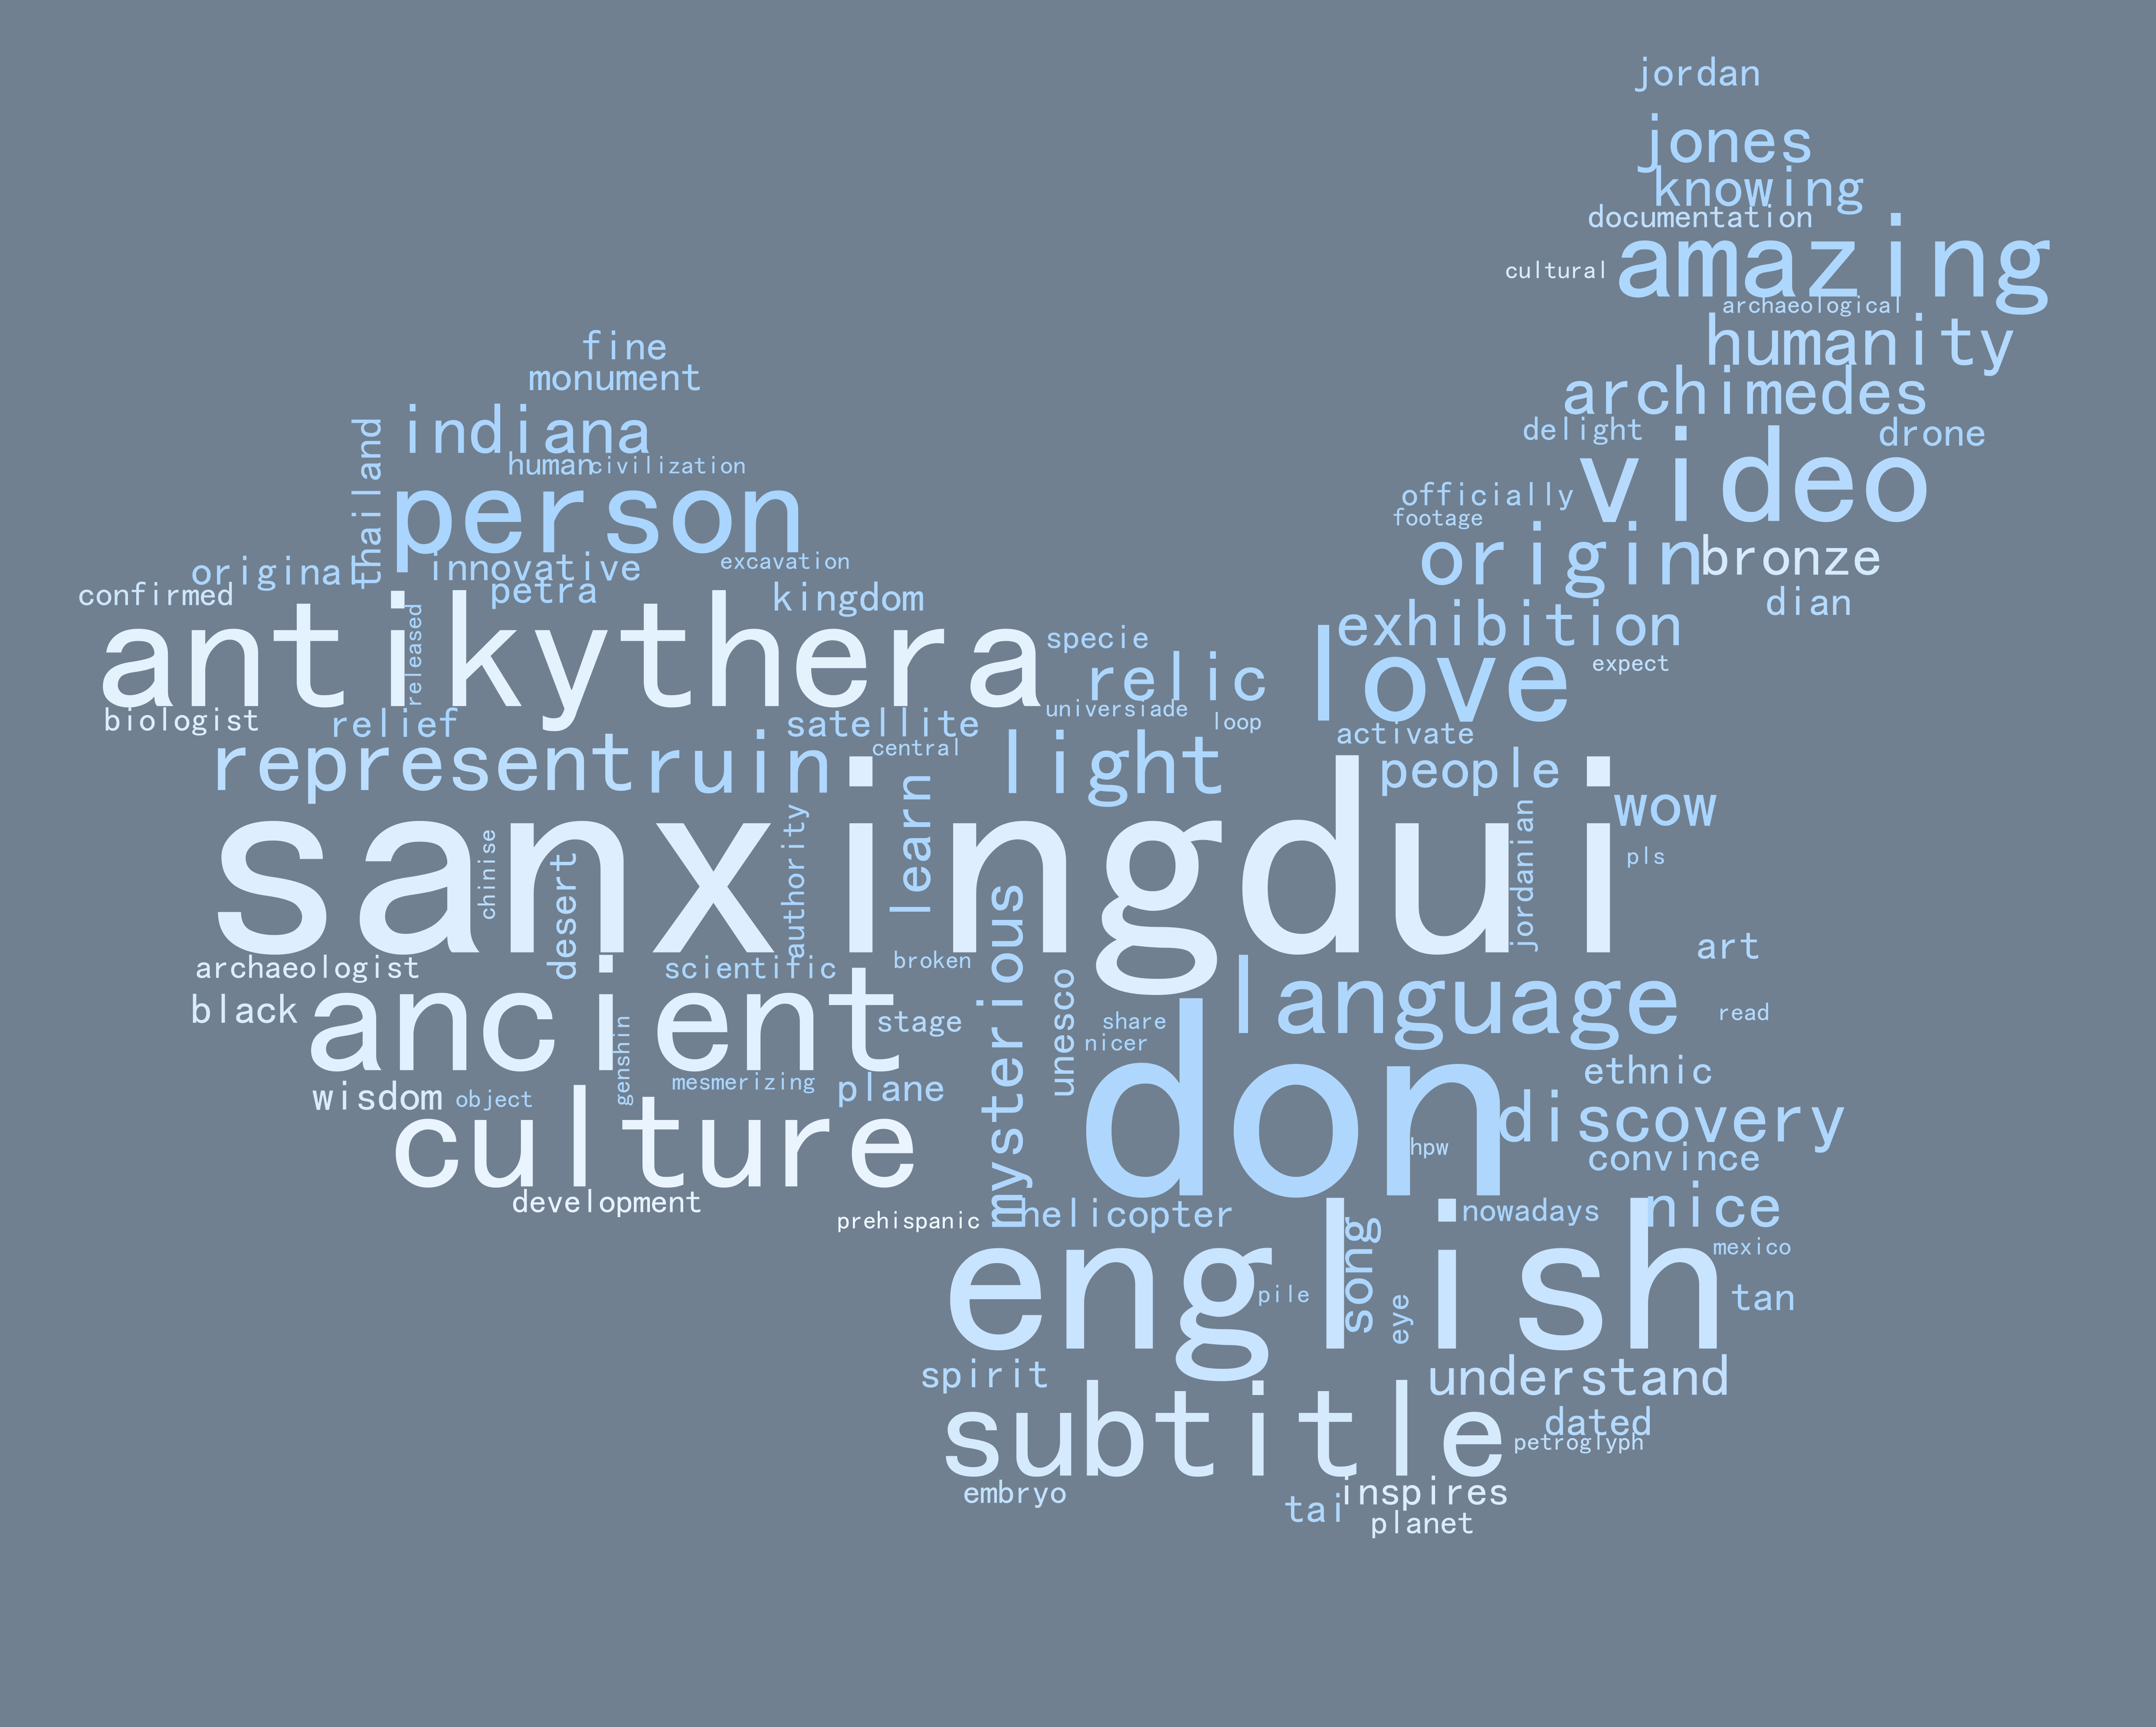 jordan
jones
knowing
documentation
amazing
cultural
archaeological
humanity
fine
monument
archimedes
indiana
delight
drone
thailand
human
civilization
video
person
officially
footage
origin
bronze
original
innovative
excavation
confirmed
petra
kingdom
dian
antikythera
released
specie
exhibition
relic
love
expect
biologist
relief
satellite
universiade
loop
activate
central
represent
ruin
light
people
wow
sanxingdui
chinise
desert
authority
learn
jordanian
pls
archaeologist
scientific
broken
mysterious
art
black
ancient
stage
unesco
share
nicer
language
read
genshin
wisdom
object
mesmerizing
plane
don
ethnic
culture
discovery
hpw
convince
development
prehispanic
helicopter
nowadays
nice
english
song
mexico
pile
eye
tan
spirit
understand
subtitle
dated
petroglyph
embryo
tai
inspires
planet